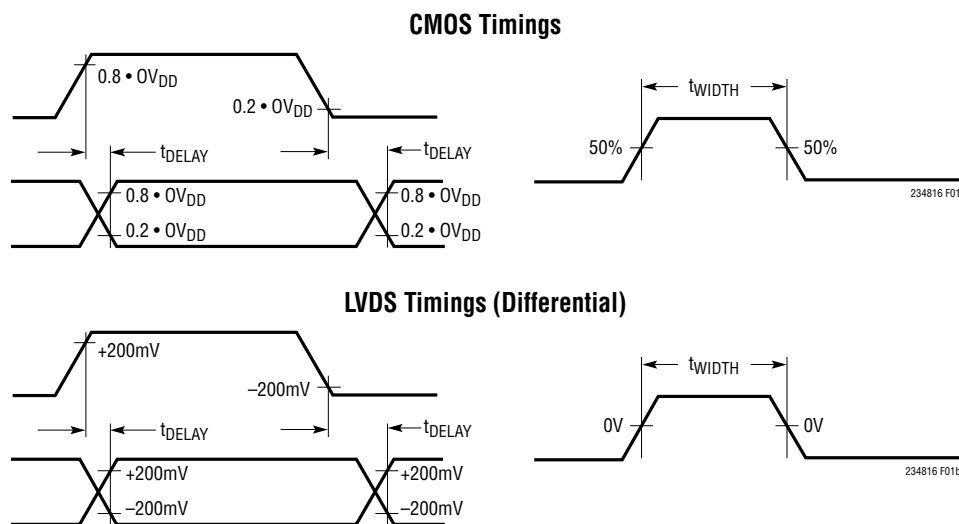 CMOS Timings
0.8 • OVDD
0.2 • OVDD
tDELAY
tDELAY
0.8 • OVDD
0.2 • OVDD
0.8 • OVDD
0.2 • OVDD
tWIDTH
50%
50%
234816 F01
LVDS Timings (Differential)
+200mV
–200mV
tDELAY
tDELAY
+200mV
–200mV
+200mV
–200mV
tWIDTH
0V
0V
234816 F01b